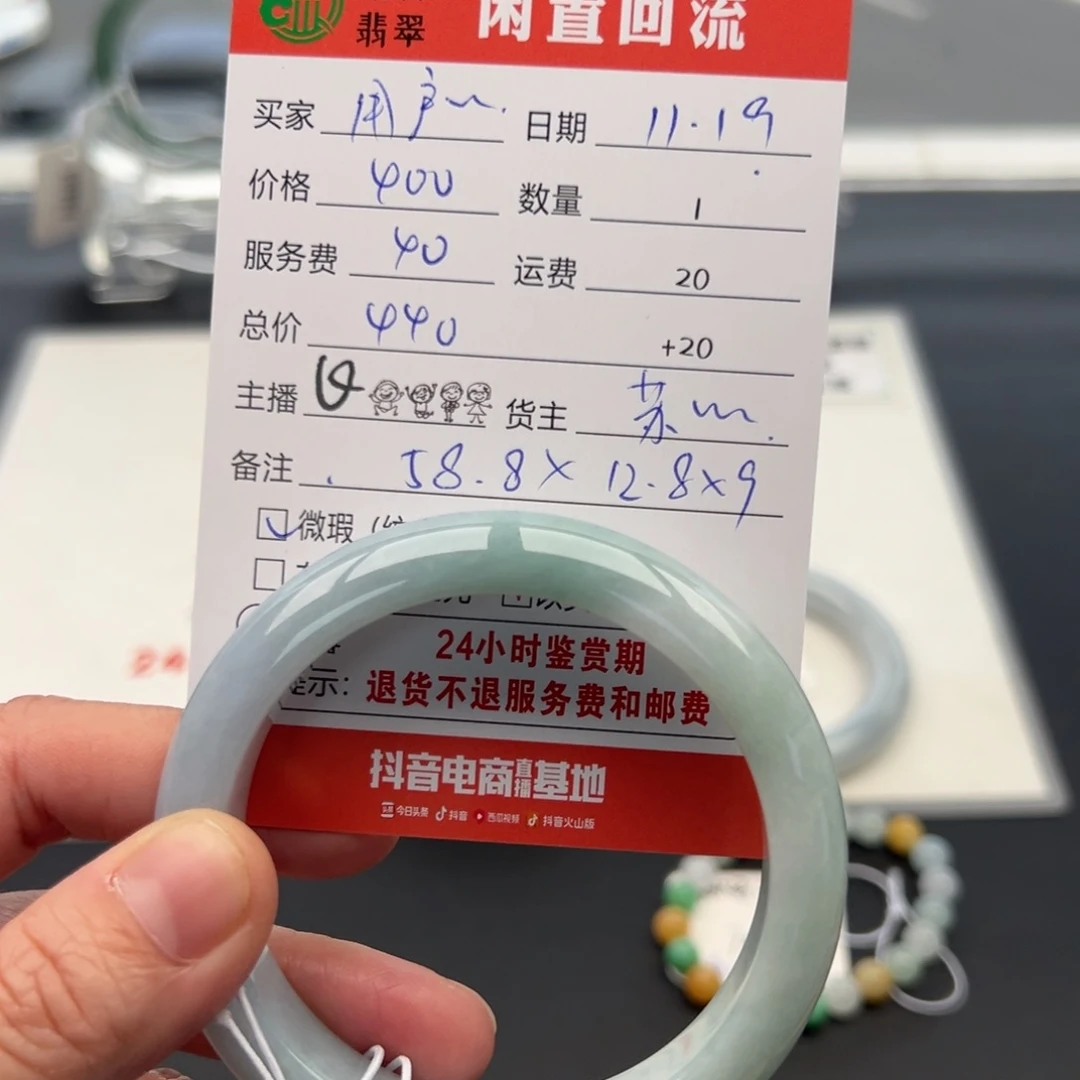 翡翠 闲置回流
买家 用户 日期 11.19
价格 400 数量 1
服务费 40 运费 20
总价 440 +20
主播 货主 苏
备注 58.8×12.8×9
微瑕
24小时鉴赏期
提示：退货不退服务费和邮费
抖音电商直播基地
今日头条 抖音 西瓜视频 抖音火山版